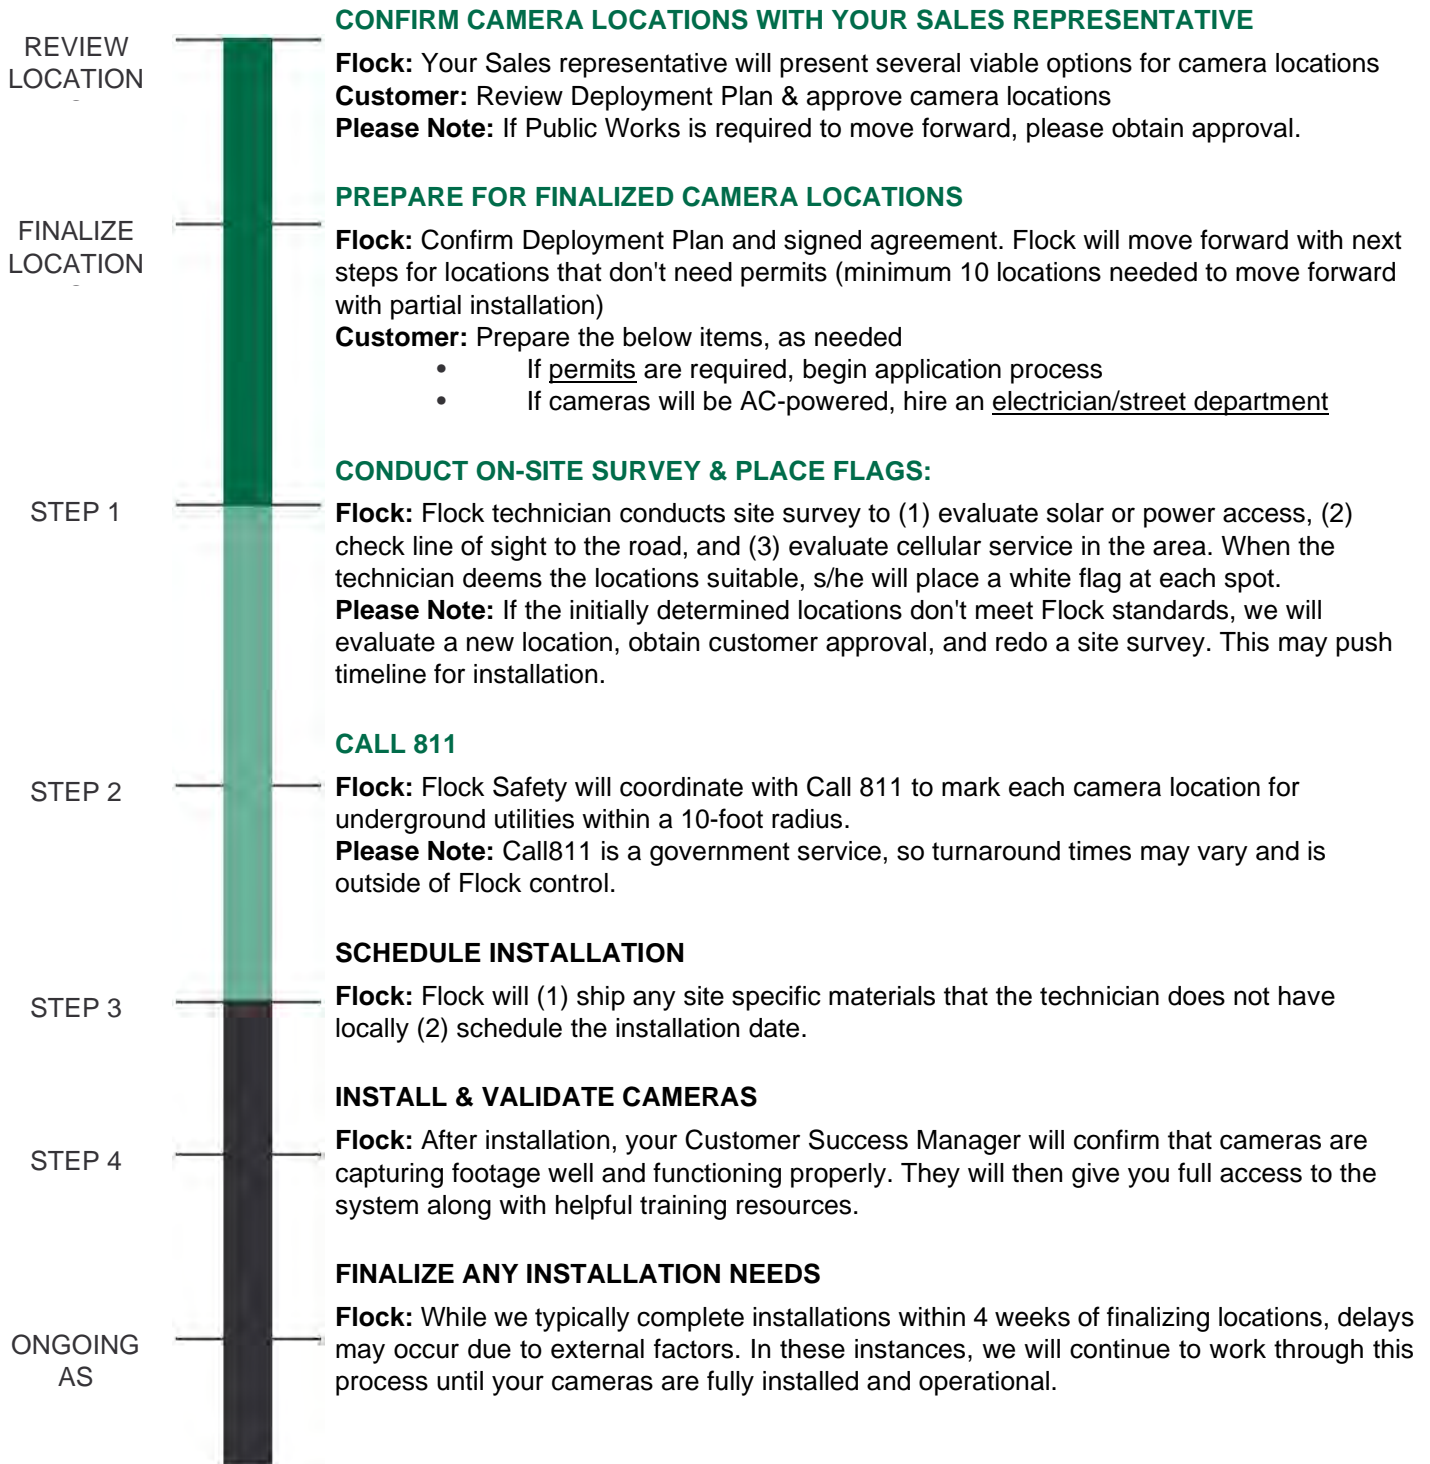 CONFIRM CAMERA LOCATIONS WITH YOUR SALES REPRESENTATIVE
REVIEW
LOCATION
Flock: Your Sales representative will present several viable options for camera locations
Customer: Review Deployment Plan & approve camera locations
Please Note: If Public Works is required to move forward, please obtain approval.
PREPARE FOR FINALIZED CAMERA LOCATIONS
FINALIZE
LOCATION
Flock: Confirm Deployment Plan and signed agreement. Flock will move forward with next
steps for locations that don't need permits (minimum 10 locations needed to move forward
with partial installation)
Customer: Prepare the below items, as needed
• If permits are required, begin application process
• If cameras will be AC-powered, hire an electrician/street department
CONDUCT ON-SITE SURVEY & PLACE FLAGS:
STEP 1
Flock: Flock technician conducts site survey to (1) evaluate solar or power access, (2)
check line of sight to the road, and (3) evaluate cellular service in the area. When the
technician deems the locations suitable, s/he will place a white flag at each spot.
Please Note: If the initially determined locations don't meet Flock standards, we will
evaluate a new location, obtain customer approval, and redo a site survey. This may push
timeline for installation.
CALL 811
STEP 2
Flock: Flock Safety will coordinate with Call 811 to mark each camera location for
underground utilities within a 10-foot radius.
Please Note: Call811 is a government service, so turnaround times may vary and is
outside of Flock control.
SCHEDULE INSTALLATION
STEP 3
Flock: Flock will (1) ship any site specific materials that the technician does not have
locally (2) schedule the installation date.
INSTALL & VALIDATE CAMERAS
STEP 4
Flock: After installation, your Customer Success Manager will confirm that cameras are
capturing footage well and functioning properly. They will then give you full access to the
system along with helpful training resources.
FINALIZE ANY INSTALLATION NEEDS
ONGOING
AS
Flock: While we typically complete installations within 4 weeks of finalizing locations, delays
may occur due to external factors. In these instances, we will continue to work through this
process until your cameras are fully installed and operational.